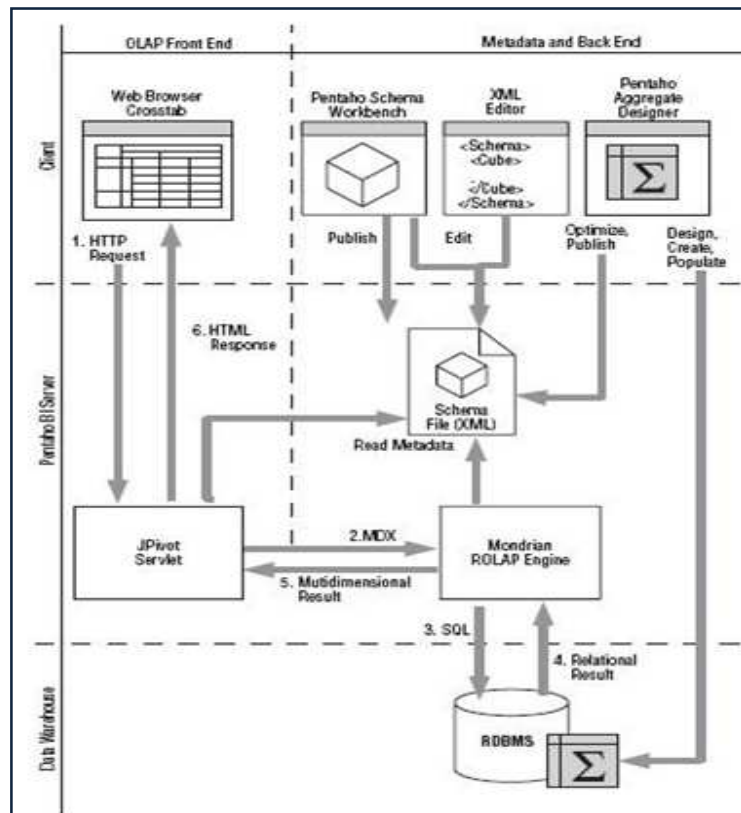 OLAP Front End
Metadata and Back End
Client
Web Browser
Crosstab
Pentaho Schema
Workbench
XML
Editor
<Schema>
<Cube>
...
</Cube>
</Schema>
Pentaho
Aggregate
Designer
Σ
1. HTTP
Request
Publish
Edit
Optimize,
Publish
Design,
Create,
Populate
Pentaho BI Server
6. HTML
Response
Schema
File (XML)
Read Metadata
JPivot
Servlet
2.MDX
5. Mutidimensional
Result
Mondrian
ROLAP Engine
3. SQL
4. Relational
Result
Data Warehouse
RDBMS
Σ